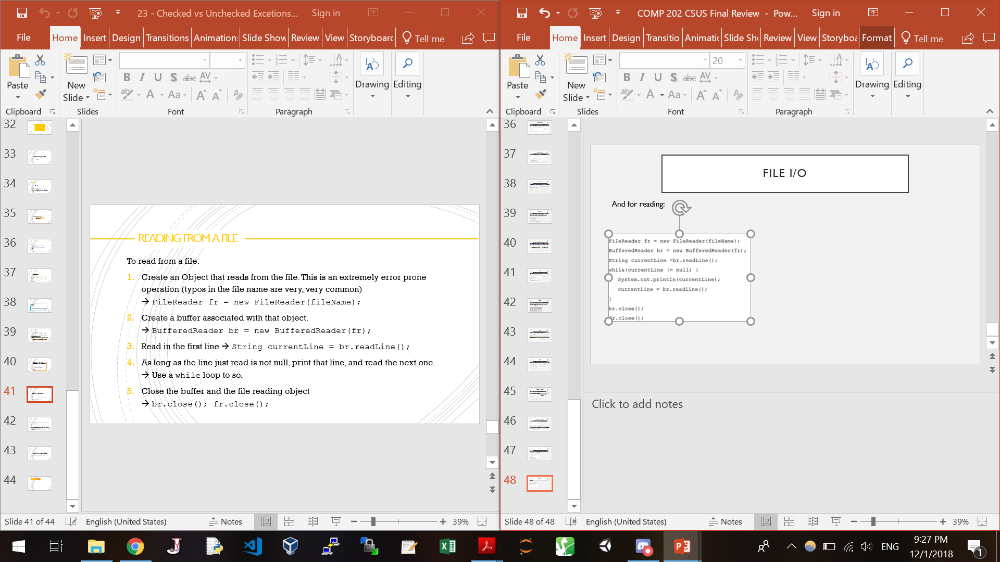 23 - Checked vs Unchecked Excetions...
Sign in
File
Home
Insert
Design
Transitions
Animation
Slide Show
Review
View
Storyboard
Tell me
Paste
New
Slide
Drawing
Editing
Clipboard
Slides
Font
Paragraph
32
33
34
35
36
37
38
39
40
41
42
43
44
READING FROM A FILE
To read from a file:
1. Create an Object that reads from the file. This is an extremely error prone
operation (typos in the file name are very, very common)
→ FileReader fr = new FileReader(fileName);
2. Create a buffer associated with that object.
→ BufferedReader br = new BufferedReader(fr);
3. Read in the first line → String currentLine = br.readLine();
4. As long as the line just read is not null, print that line, and read the next one.
→ Use a while loop to so.
5. Close the buffer and the file reading object
→ br.close(); fr.close();
Slide 41 of 44
English (United States)
Notes
39%
COMP 202 CSUS Final Review - Pow...
Sign in
File
Home
Insert
Design
Transitio
Animatic
Slide Sh
Review
View
Storyboa
Format
Tell me
Paste
New
Slide
20
Drawing
Editing
Clipboard
Slides
Font
Paragraph
36
37
38
39
40
41
42
43
44
45
46
47
48
FILE I/O
And for reading:
FileReader fr = new FileReader(fileName);
BufferedReader br = new BufferedReader(fr);
String currentLine =br.readLine();
while(currentLine != null) {
System.out.println(currentLine);
currentLine = br.readLine();
}
br.close();
fr.close();
Click to add notes
Slide 48 of 48
English (United States)
Notes
39%
ENG
9:27 PM
12/1/2018
1